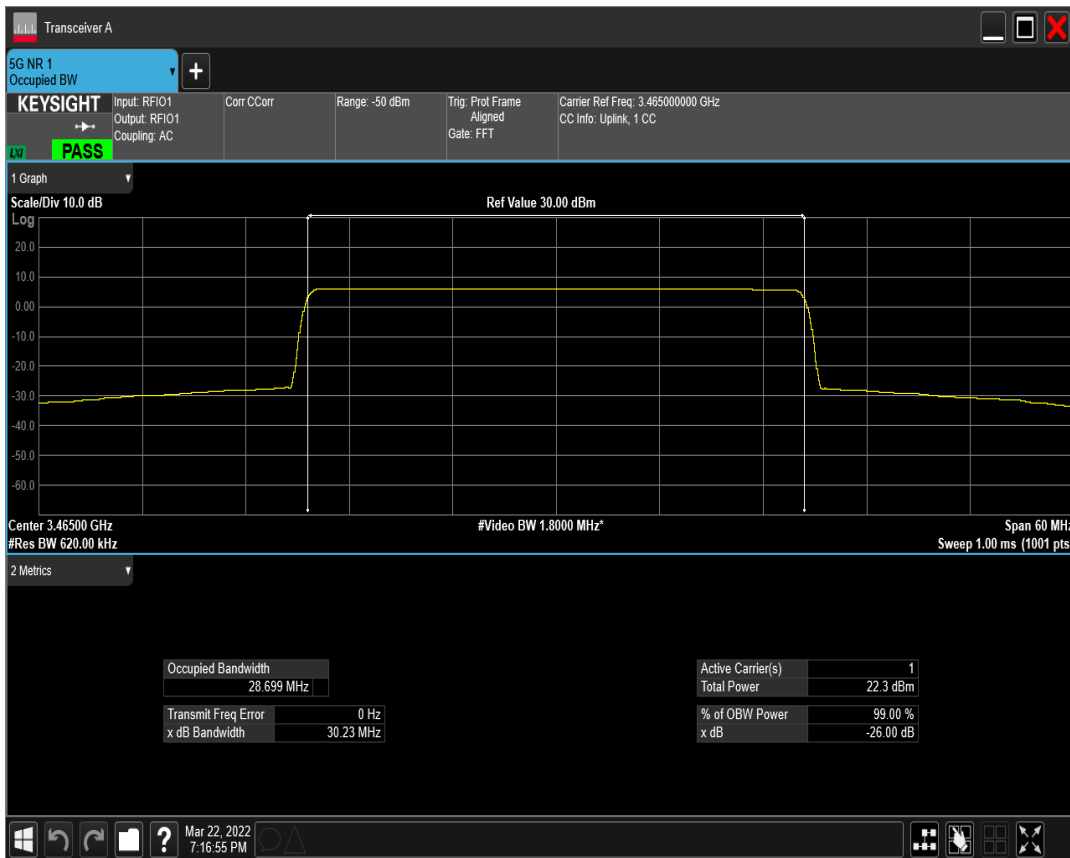 Transceiver A
5G NR 1
Occupied BW
+
KEYSIGHT
LXI
PASS
Input: RFIO1
Output: RFIO1
Coupling: AC
Corr CCorr
Range: -50 dBm
Trig: Prot Frame
Aligned
Gate: FFT
Carrier Ref Freq: 3.465000000 GHz
CC Info: Uplink, 1 CC
1 Graph
Scale/Div 10.0 dB
Ref Value 30.00 dBm
Log
20.0
10.0
0.00
-10.0
-20.0
-30.0
-40.0
-50.0
-60.0
Center 3.46500 GHz
#Video BW 1.8000 MHz*
Span 60 MHz
#Res BW 620.00 kHz
Sweep 1.00 ms (1001 pts
2 Metrics
Occupied Bandwidth
28.699 MHz
Transmit Freq Error 0 Hz
x dB Bandwidth 30.23 MHz
Active Carrier(s) 1
Total Power 22.3 dBm
% of OBW Power 99.00 %
x dB -26.00 dB
?
Mar 22, 2022
7:16:55 PM